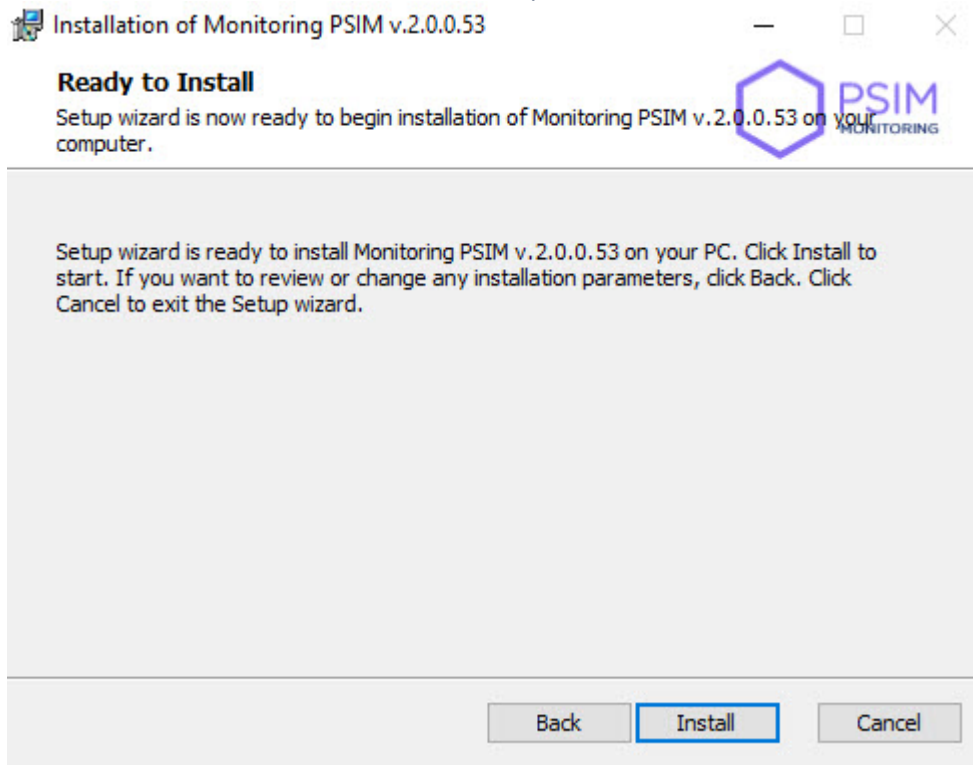 Installation of Monitoring PSIM v.2.0.0.53
Ready to Install
Setup wizard is now ready to begin installation of Monitoring PSIM v.2.0.0.53 on your
computer.
PSIM
MONITORING
Setup wizard is ready to install Monitoring PSIM v.2.0.0.53 on your PC. Click Install to
start. If you want to review or change any installation parameters, click Back. Click
Cancel to exit the Setup wizard.
Back Install Cancel